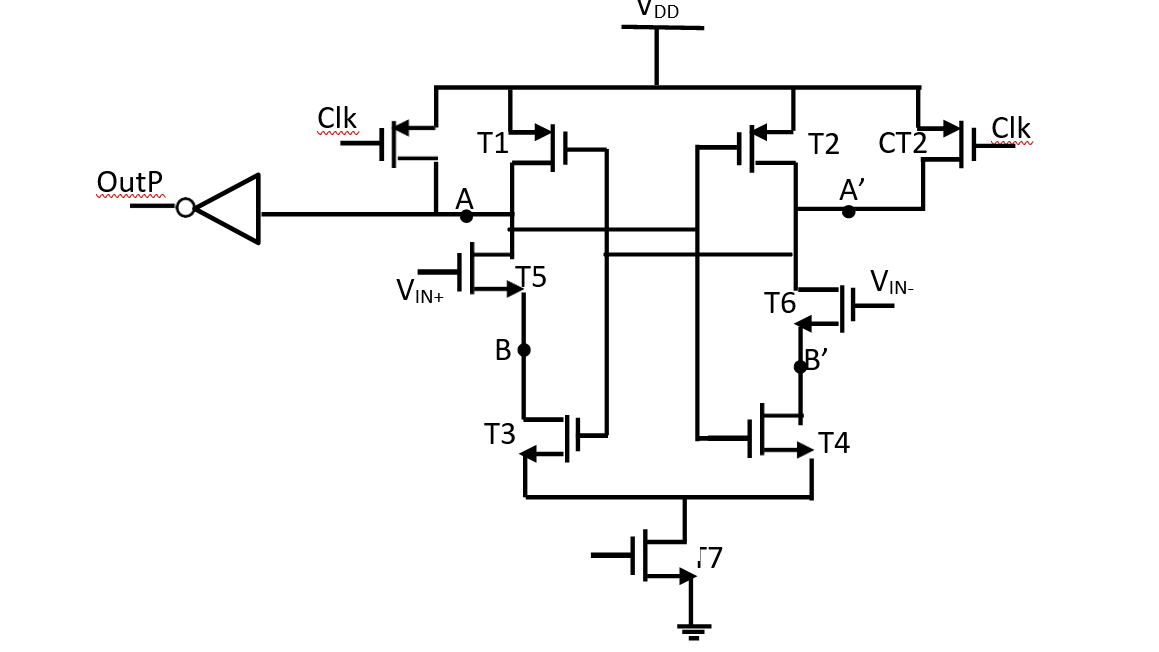 VDD
Clk
T1
T2
CT2
Clk
OutP
A
A’
VIN+
T5
T6
VIN-
B
B’
T3
T4
T7